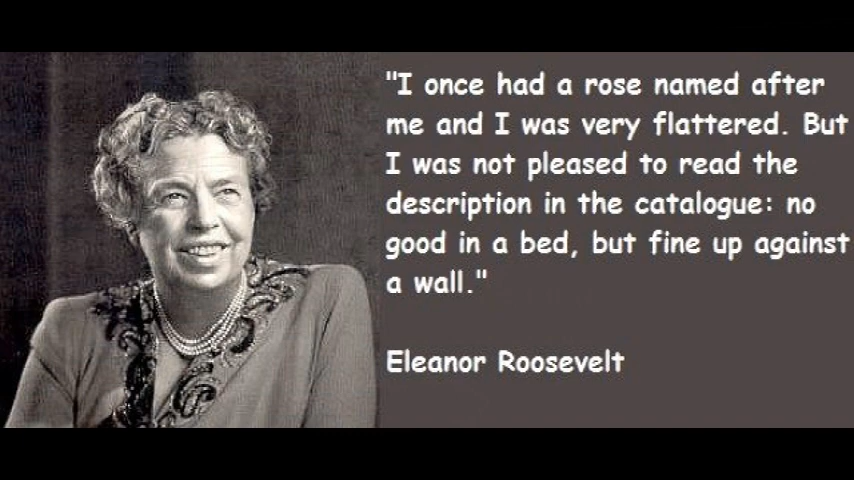 "I once had a rose named after
me and I was very flattered. But
I was not pleased to read the
description in the catalogue: no
good in a bed, but fine up against
a wall."
Eleanor Roosevelt